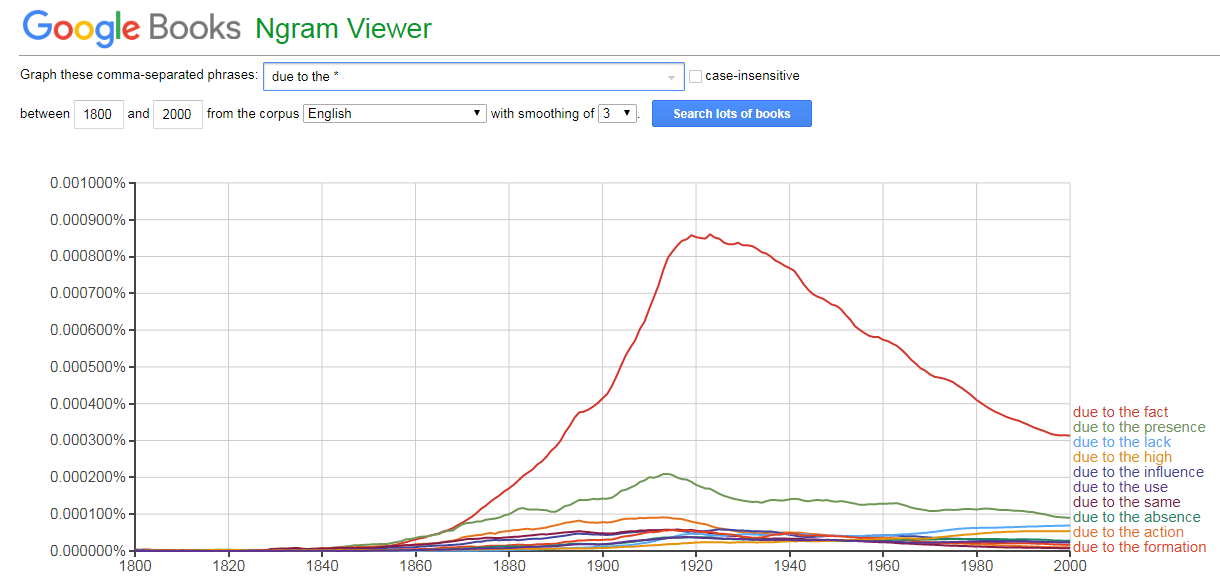 Google Books Ngram Viewer
Graph these comma-separated phrases: due to the * case-insensitive
between 1800 and 2000 from the corpus English with smoothing of 3 . Search lots of books
0.001000%
0.000900%
0.000800%
0.000700%
0.000600%
0.000500%
0.000400%
0.000300%
0.000200%
0.000100%
0.000000%
1800 1820 1840 1860 1880 1900 1920 1940 1960 1980 2000
due to the fact
due to the presence
due to the lack
due to the high
due to the influence
due to the use
due to the same
due to the absence
due to the action
due to the formation